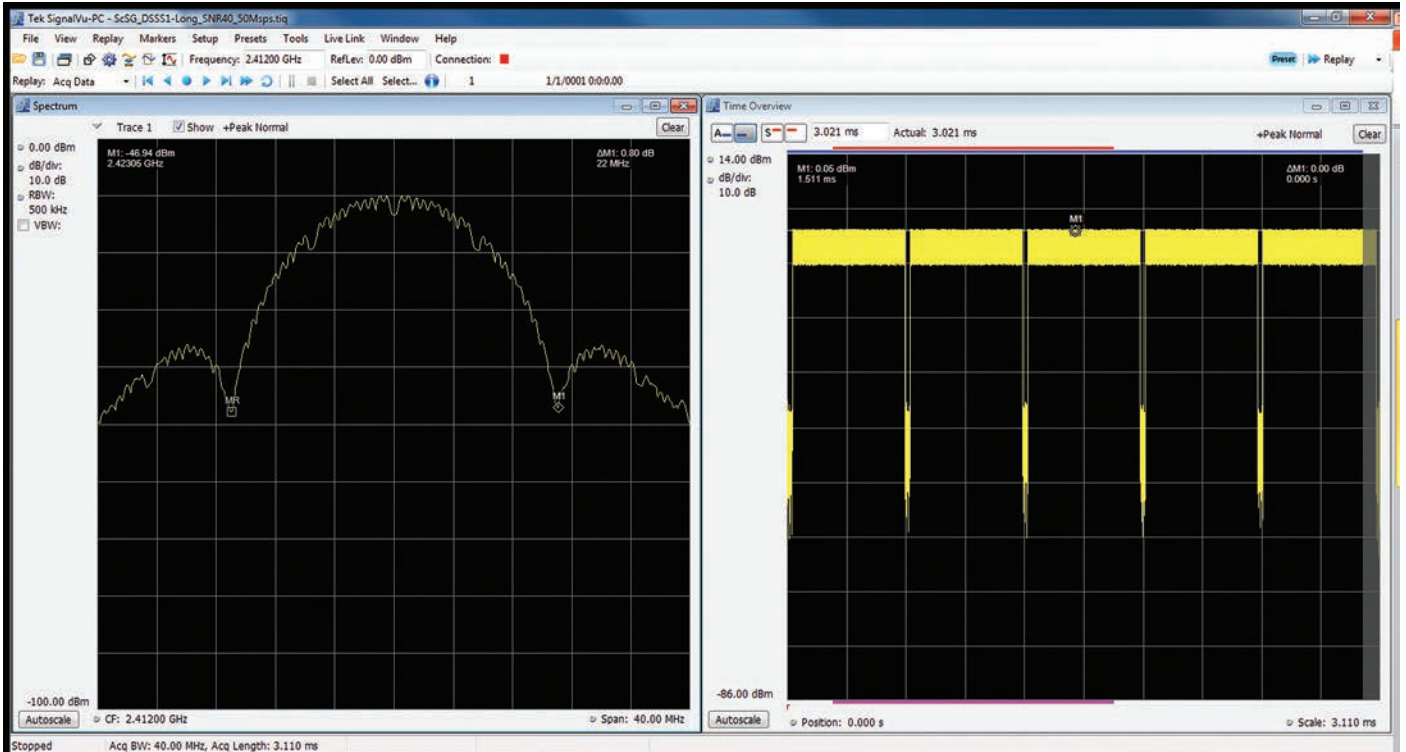 Tek SignalVu-PC - ScSG_DSSS1-Long_SNR40_50Msps.tiq
File View Replay Markers Setup Presets Tools Live Link Window Help
Frequency: 2.41200 GHz RefLev: 0.00 dBm Connection: Preset Replay
Replay: Acq Data Select All Select... 1 1/1/0001 0:0:0.00
Spectrum
Trace 1 Show +Peak Normal Clear
0.00 dBm
dB/div:
10.0 dB
RBW:
500 kHz
VBW:
M1: -46.94 dBm
2.42305 GHz
ΔM1: 0.80 dB
22 MHz
MR
M1
-100.00 dBm
Autoscale CF: 2.41200 GHz Span: 40.00 MHz
Time Overview
A S 3.021 ms Actual: 3.021 ms +Peak Normal Clear
14.00 dBm
dB/div:
10.0 dB
M1: 0.05 dBm
1.511 ms
ΔM1: 0.00 dB
0.000 s
M1
-86.00 dBm
Autoscale Position: 0.000 s Scale: 3.110 ms
Stopped Acq BW: 40.00 MHz, Acq Length: 3.110 ms